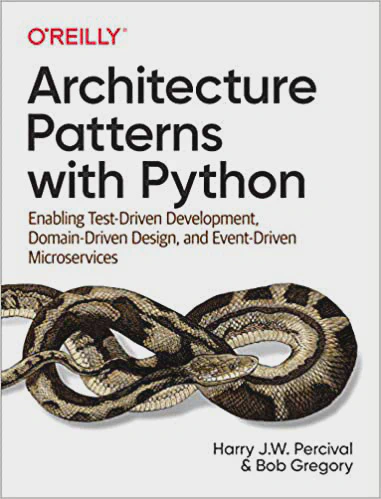 O'REILLY®
Architecture
Patterns
with Python
Enabling Test-Driven Development,
Domain-Driven Design, and Event-Driven
Microservices
Harry J.W. Percival
& Bob Gregory